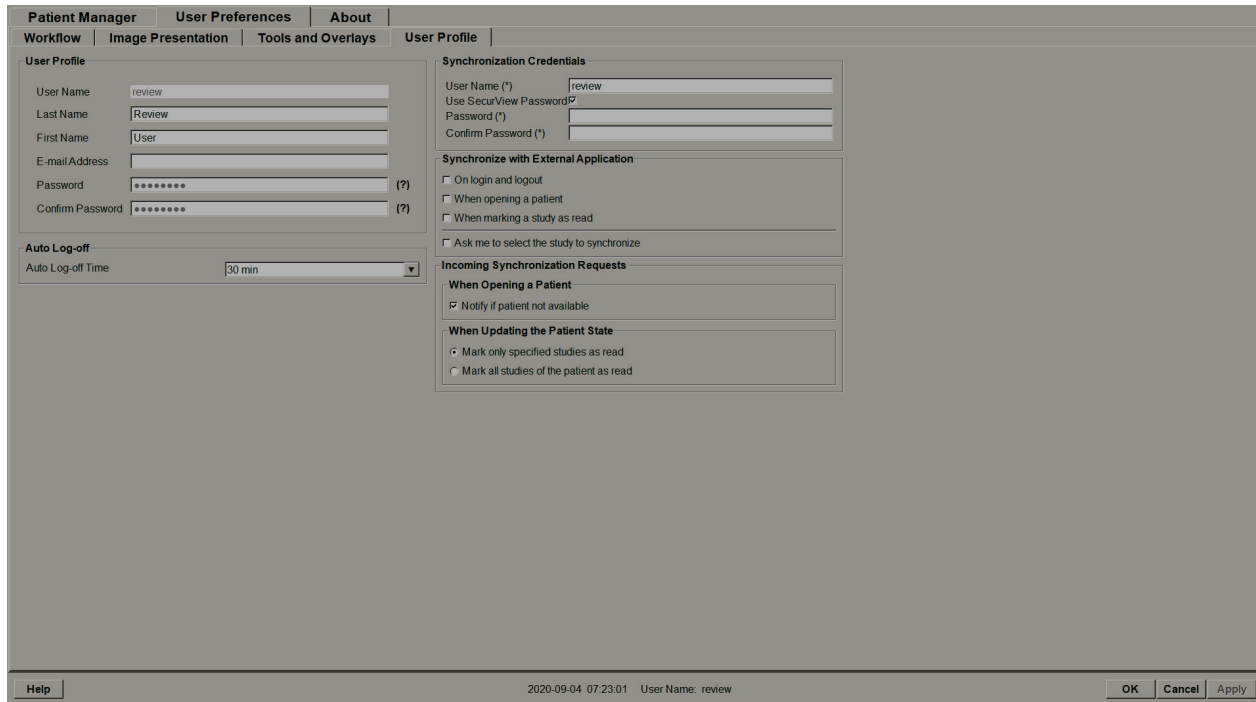 Patient Manager User Preferences About
Workflow Image Presentation Tools and Overlays User Profile
User Profile
User Name review
Last Name Review
First Name User
E-mail Address
Password ●●●●●●●● (?)
Confirm Password ●●●●●●●● (?)
Auto Log-off
Auto Log-off Time 30 min
Synchronization Credentials
User Name (*) review
Use SecurView Password
Password (*)
Confirm Password (*)
Synchronize with External Application
On login and logout
When opening a patient
When marking a study as read
Ask me to select the study to synchronize
Incoming Synchronization Requests
When Opening a Patient
Notify if patient not available
When Updating the Patient State
Mark only specified studies as read
Mark all studies of the patient as read
Help 2020-09-04 07:23:01 User Name: review OK Cancel Apply